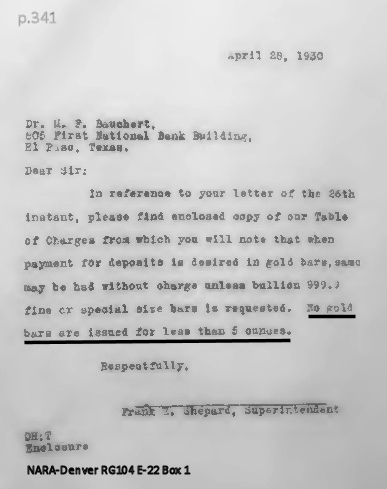 p.341
April 28, 1930
Dr. M. F. Bauchert,
605 First National Bank Building,
El Paso, Texas.
Dear Sir:
In reference to your letter of the 26th
instant, please find enclosed copy of our Table
of Charges from which you will note that when
payment for deposits is desired in gold bars, same
may be had without charge unless bullion 999.9
fine or special size bars is requested. No gold
bars are issued for less than 5 ounces.
Respectfully,
Frank E. Shepard, Superintendent
DH:T
Enclosure
NARA-Denver RG104 E-22 Box 1